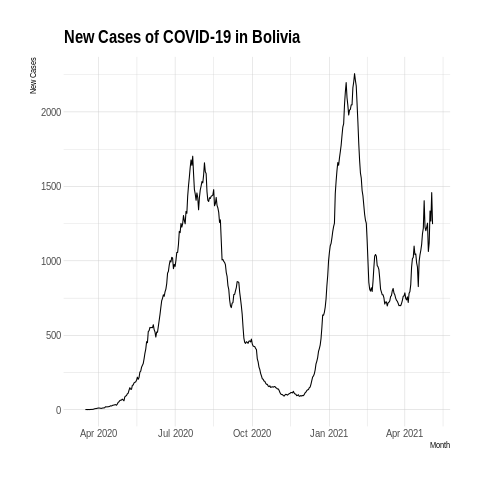 New Cases of COVID-19 in Bolivia
New Cases
2000
1500
1000
500
0
Apr 2020 Jul 2020 Oct 2020 Jan 2021 Apr 2021
Month